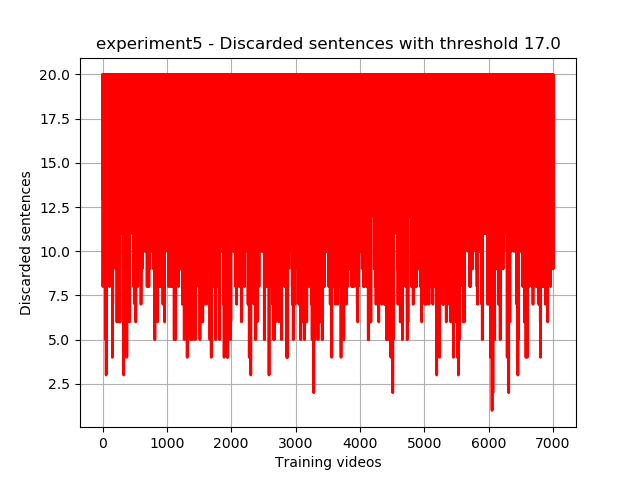 experiment5 - Discarded sentences with threshold 17.0
20.0
17.5
15.0
12.5
10.0
7.5
5.0
2.5
Discarded sentences
0 1000 2000 3000 4000 5000 6000 7000
Training videos